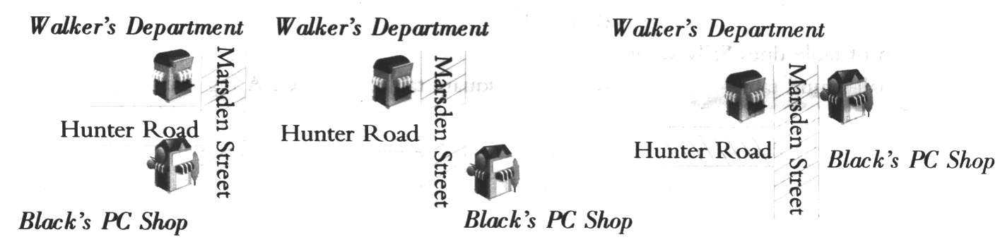 Walker's Department
Marsden Street
Hunter Road
Black's PC Shop
Walker's Department
Marsden Street
Hunter Road
Black's PC Shop
Walker's Department
Marsden Street
Hunter Road
Black's PC Shop